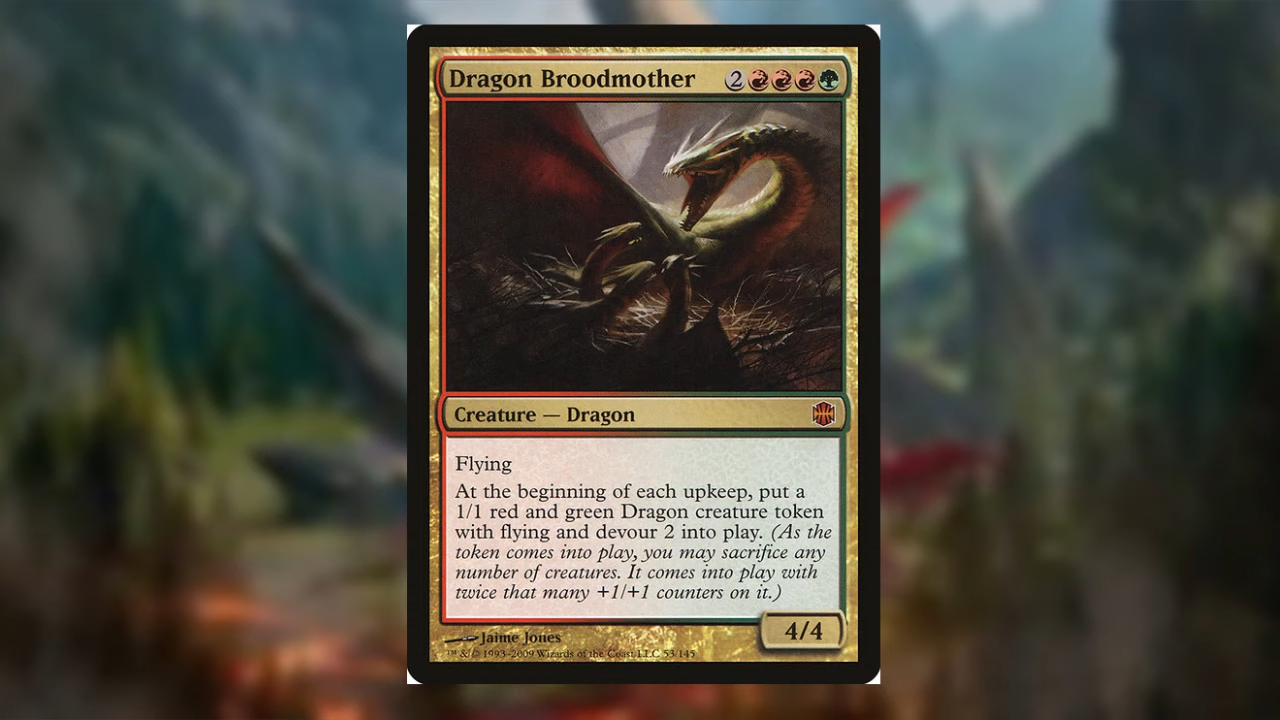 Dragon Broodmother 2
Creature — Dragon
Flying
At the beginning of each upkeep, put a
1/1 red and green Dragon creature token
with flying and devour 2 into play. (As the
token comes into play, you may sacrifice any
number of creatures. It comes into play with
twice that many +1/+1 counters on it.)
4/4
Jaime Jones
™ & © 1993-2009 Wizards of the Coast LLC 53/145